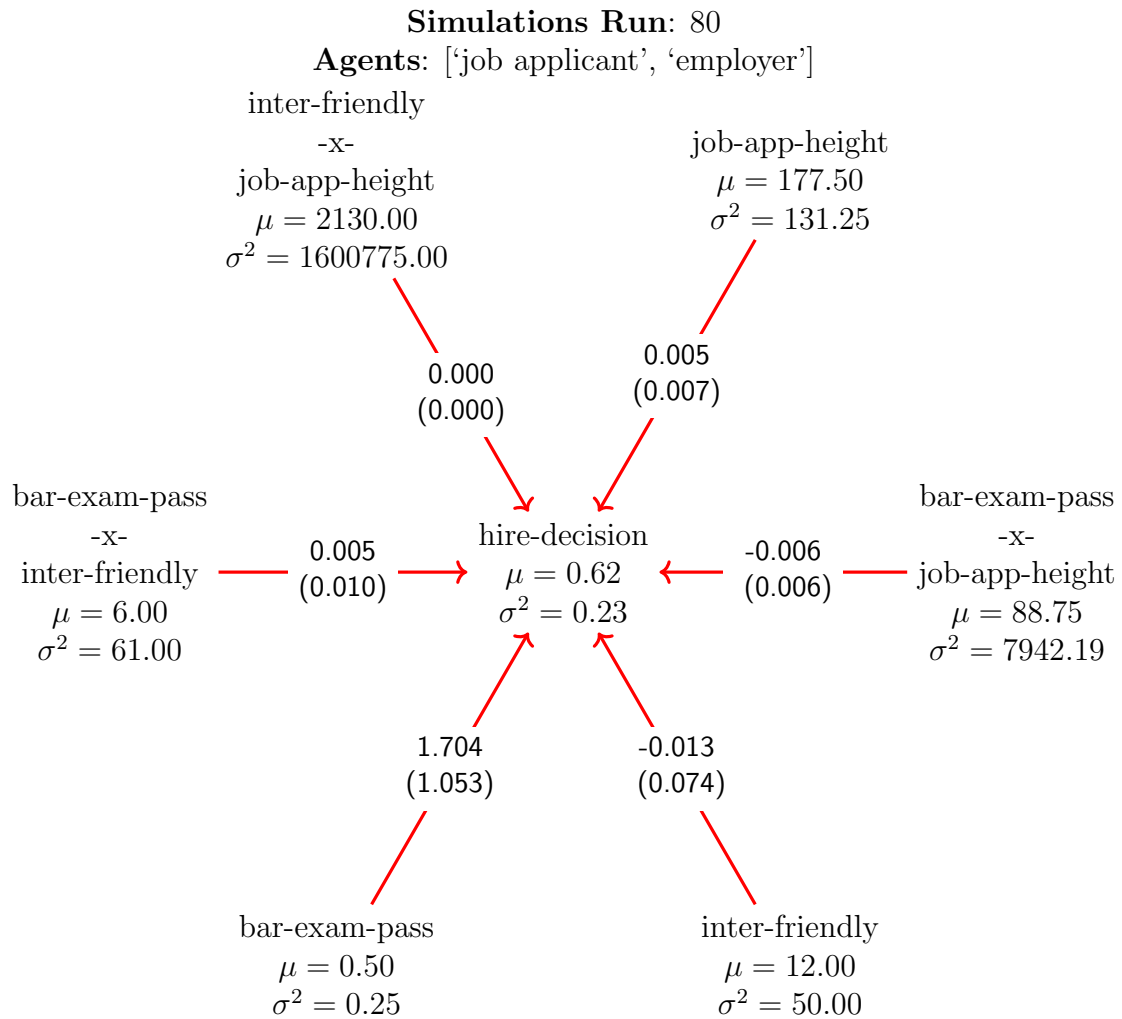 Simulations Run: 80
Agents: [‘job applicant’, ‘employer’]
inter-friendly
-x-
job-app-height
μ = 2130.00
σ² = 1600775.00
job-app-height
μ = 177.50
σ² = 131.25
0.000
(0.000)
0.005
(0.007)
bar-exam-pass
-x-
inter-friendly
μ = 6.00
σ² = 61.00
0.005
(0.010)
hire-decision
μ = 0.62
σ² = 0.23
-0.006
(0.006)
bar-exam-pass
-x-
job-app-height
μ = 88.75
σ² = 7942.19
1.704
(1.053)
-0.013
(0.074)
bar-exam-pass
μ = 0.50
σ² = 0.25
inter-friendly
μ = 12.00
σ² = 50.00